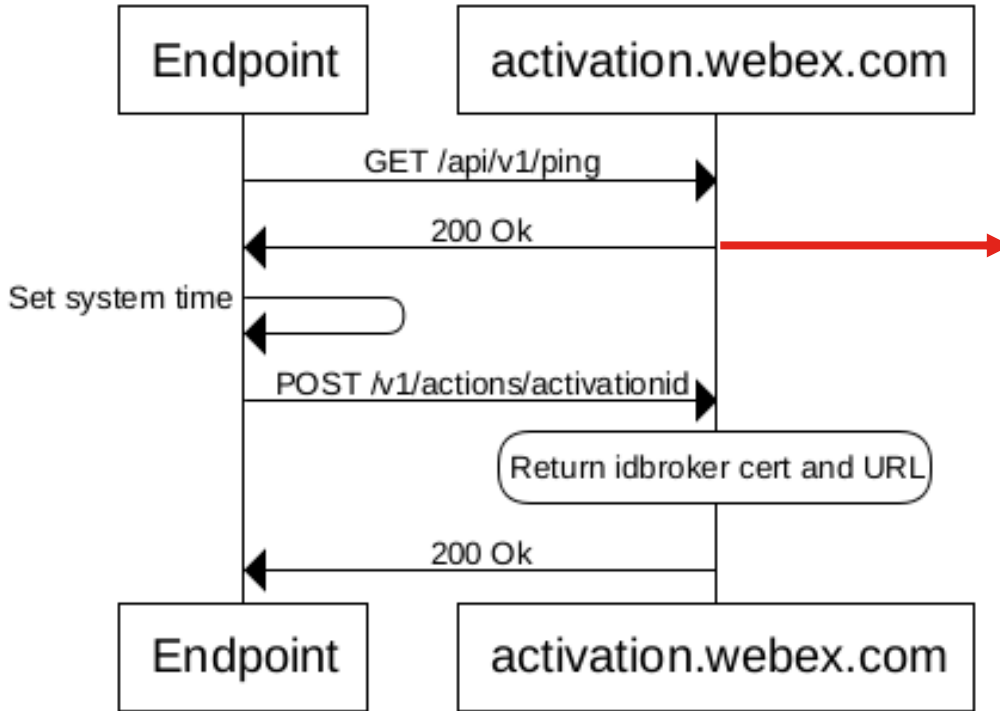 Endpoint
activation.webex.com
GET /api/v1/ping
200 Ok
Set system time
POST /v1/actions/activationid
Return idbroker cert and URL
200 Ok
Endpoint
activation.webex.com